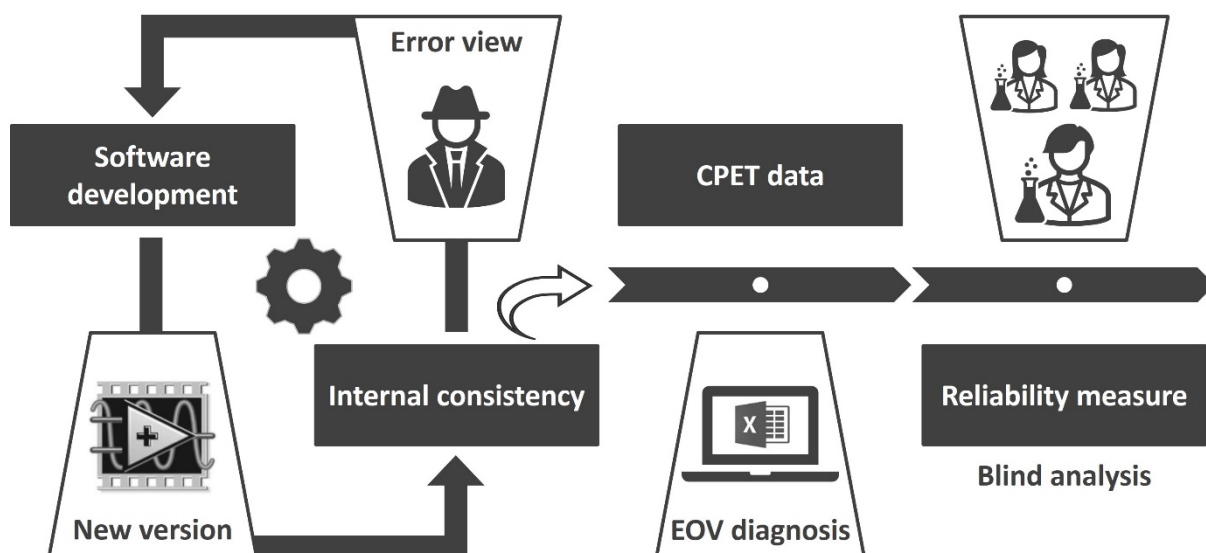 Error view
Software
development
CPET data
Internal consistency
Reliability measure
X
Blind analysis
New version
EOV diagnosis